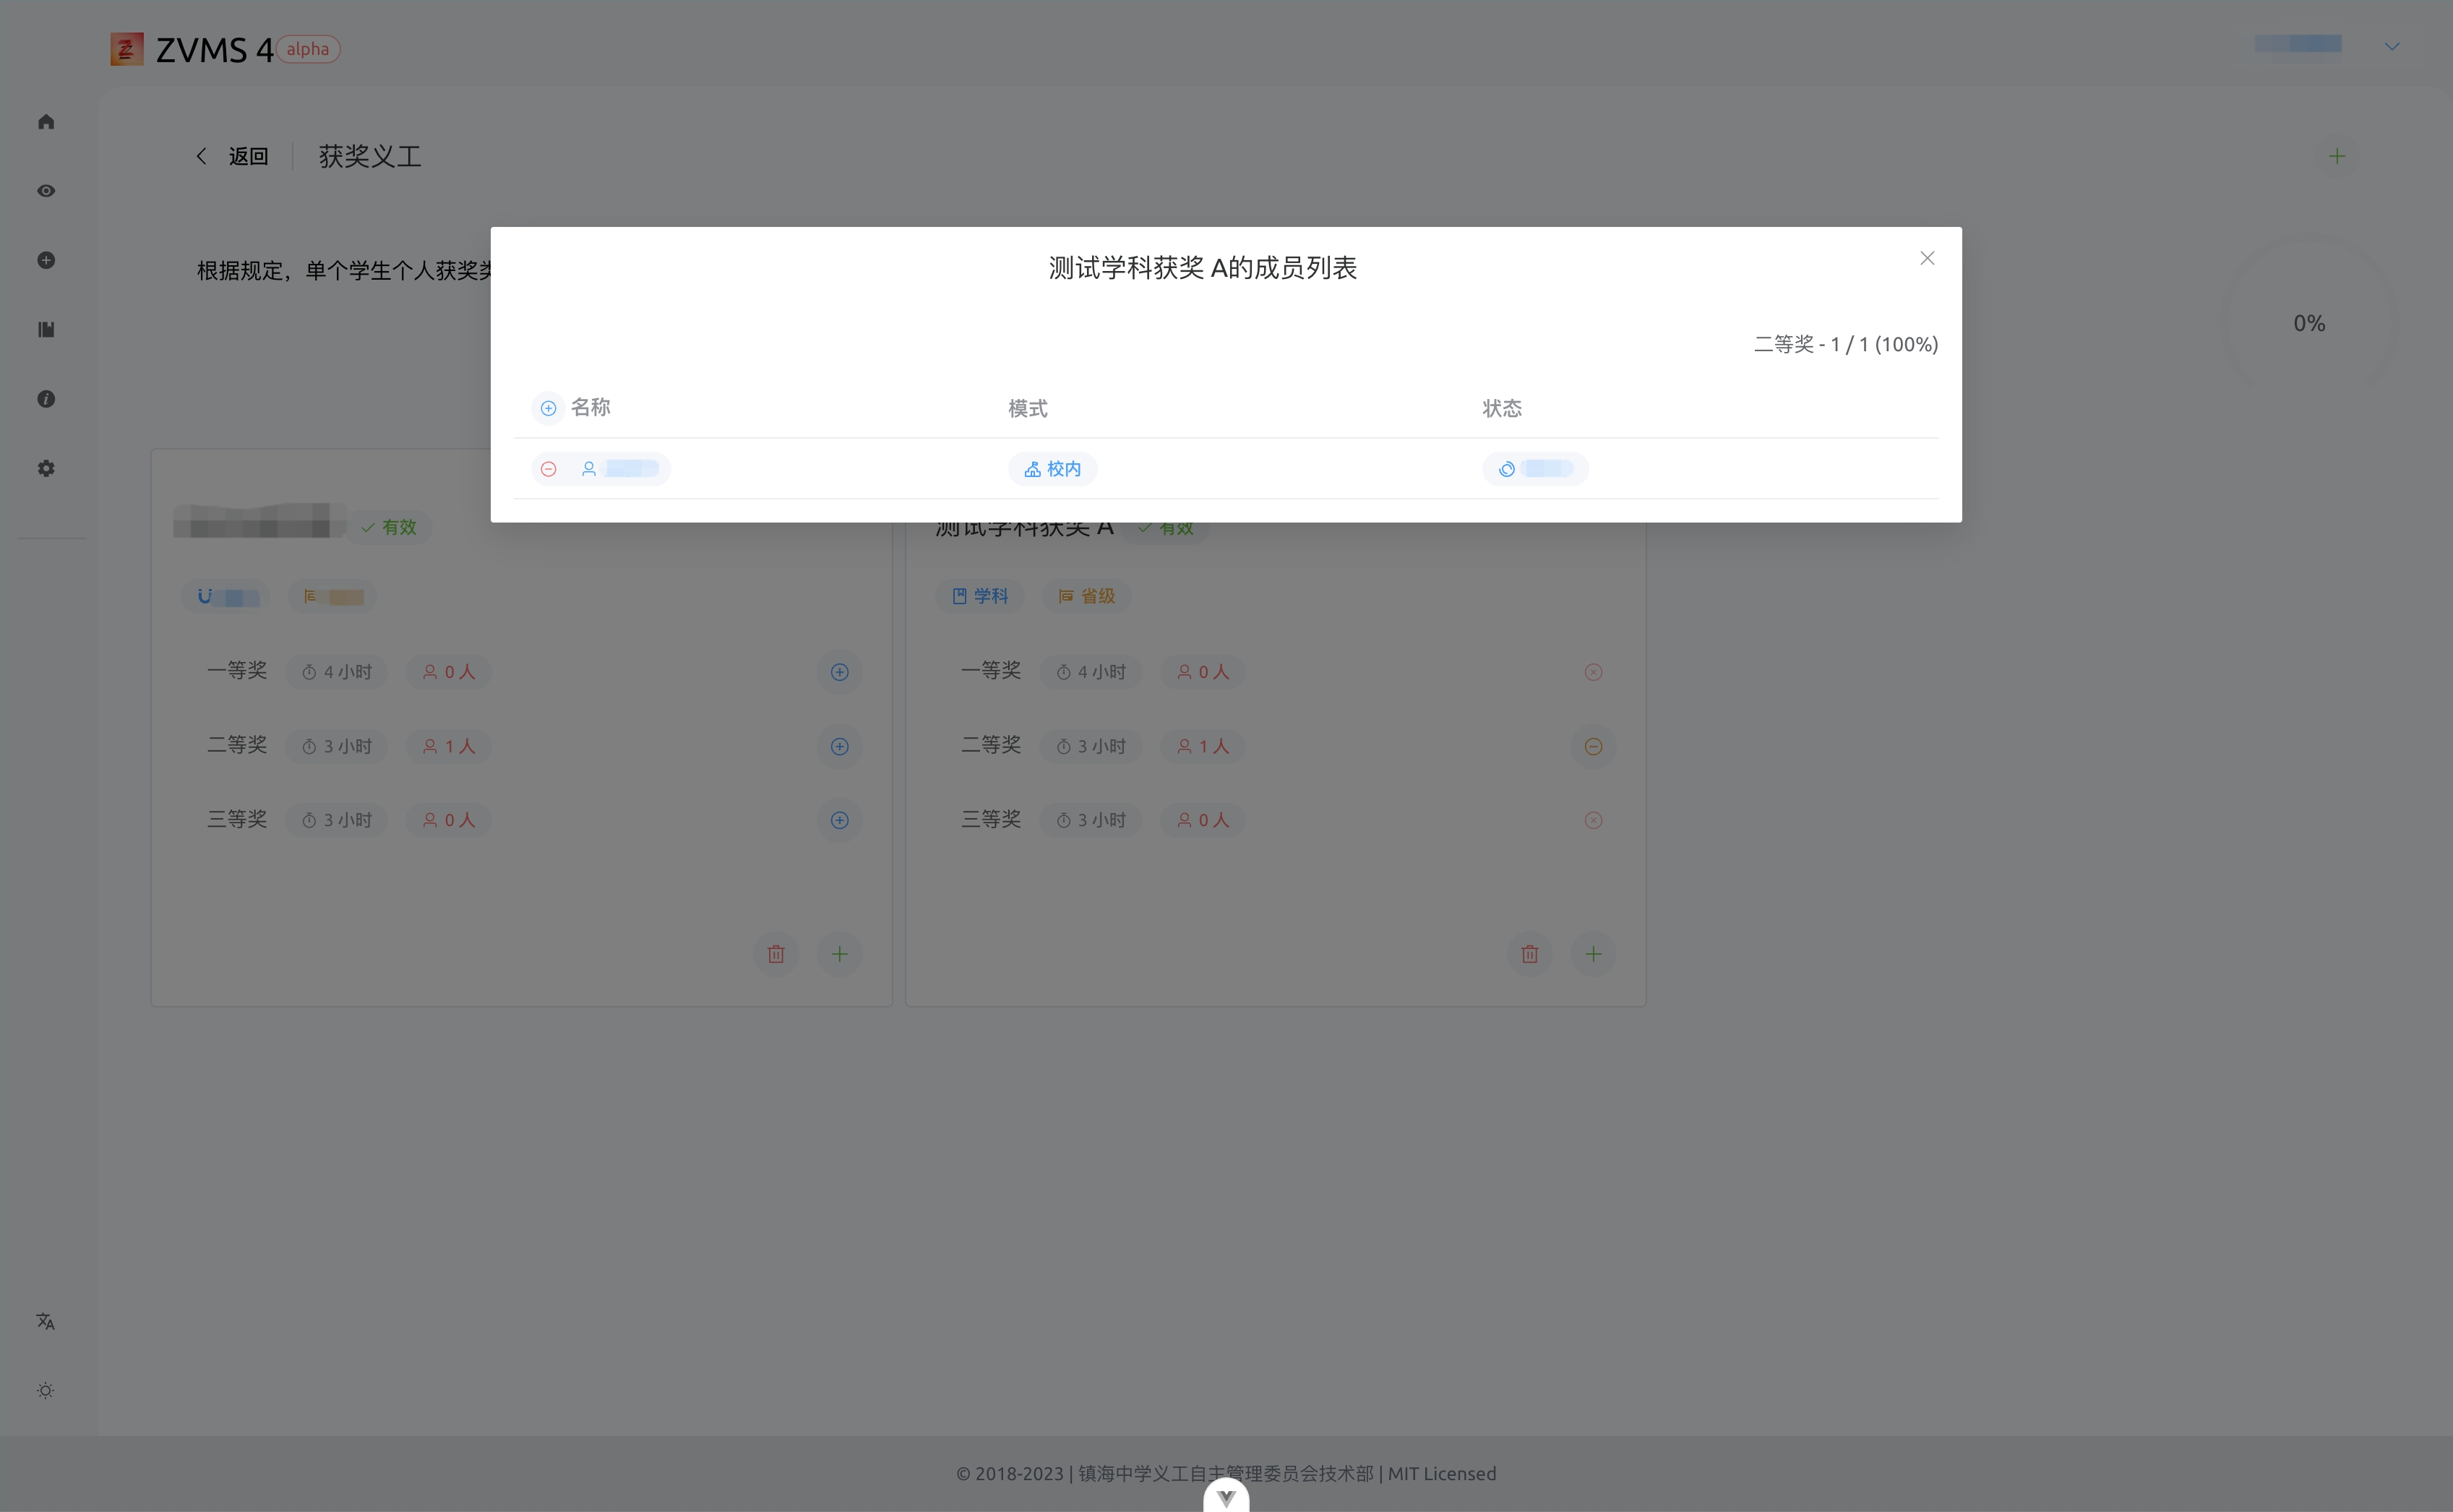 ZVMS 4 alpha
返回 获奖义工
根据规定，单个学生个人获奖类
0%
测试学科获奖 A的成员列表
二等奖 - 1 / 1 (100%)
名称 模式 状态
校内
有效
测试学科获奖 A 有效
学科 省级
一等奖 4 小时 0 人
二等奖 3 小时 1 人
三等奖 3 小时 0 人
一等奖 4 小时 0 人
二等奖 3 小时 1 人
三等奖 3 小时 0 人
© 2018-2023 | 镇海中学义工自主管理委员会技术部 | MIT Licensed